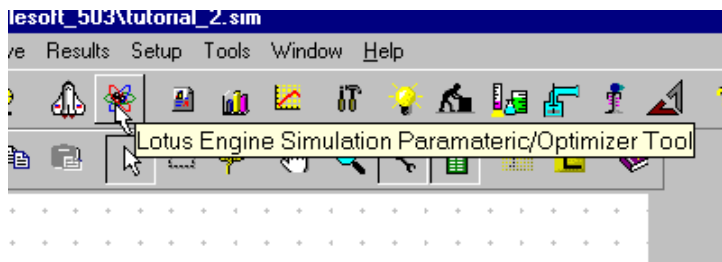 lesoft_503\tutorial_2.sim
ve Results Setup Tools Window Help
Lotus Engine Simulation Paramateric/Optimizer Tool